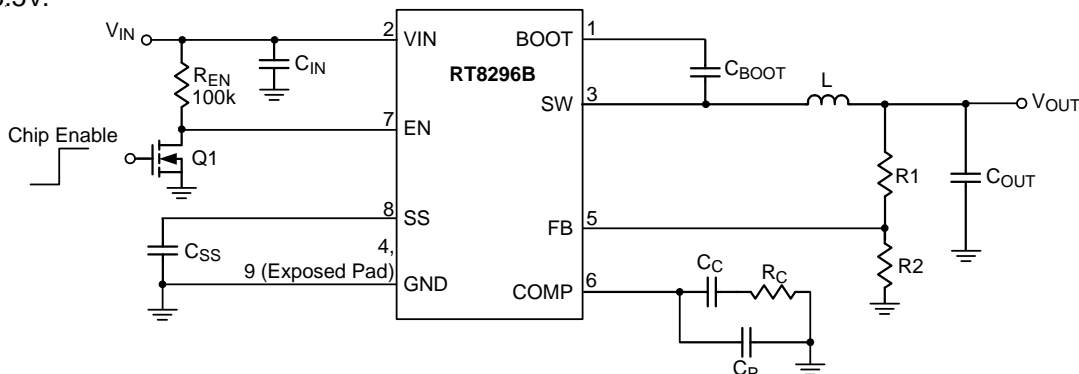 V_IN
R_EN
100k
C_IN
Chip Enable
Q1
2
VIN
BOOT
1
RT8296B
C_BOOT
SW
3
L
V_OUT
7
EN
R1
C_OUT
8
SS
FB
5
C_SS
4,
9 (Exposed Pad)
GND
R2
COMP
6
C_C
R_C